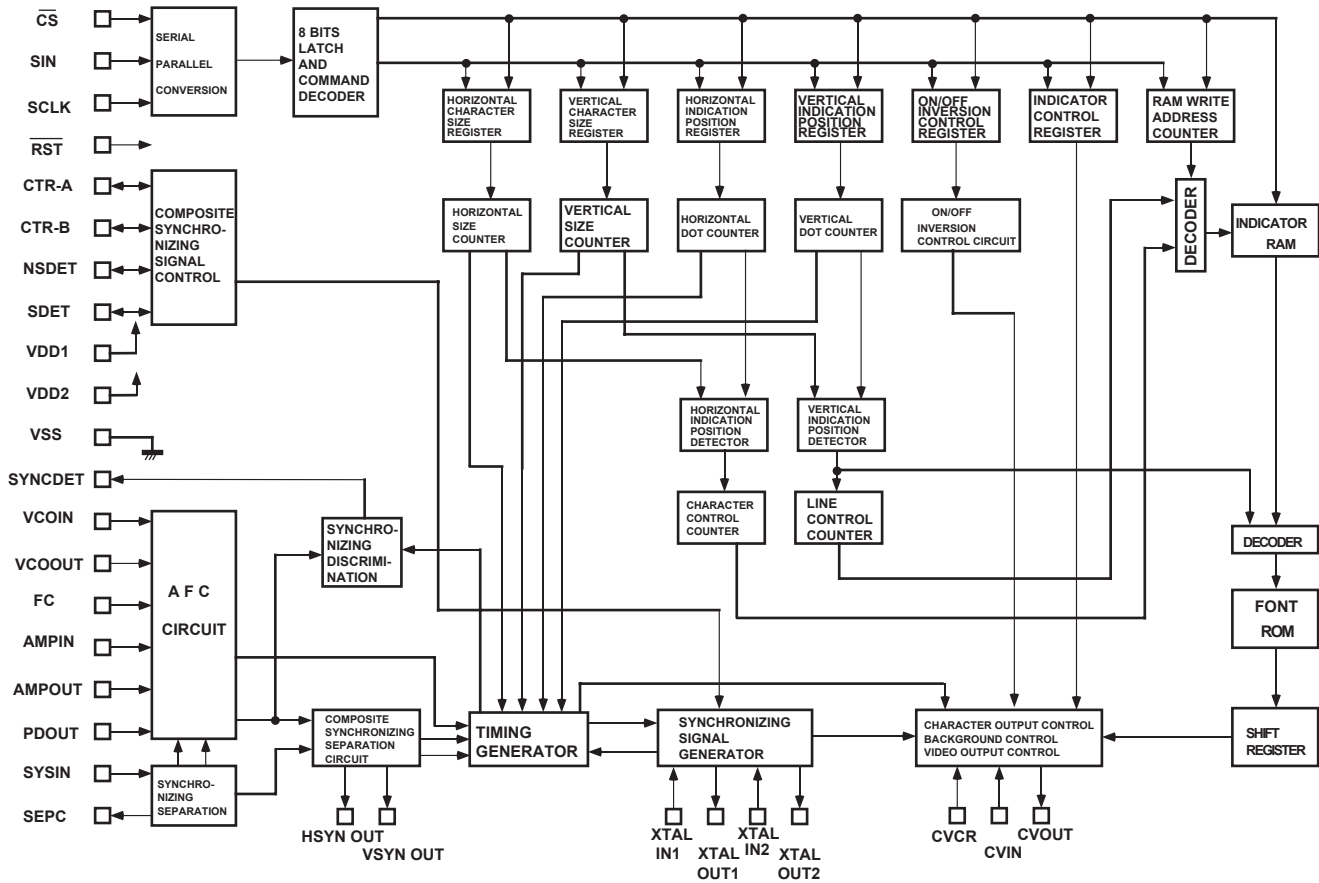 CS
SIN
SCLK
RST
CTR-A
CTR-B
NSDET
SDET
VDD1
VDD2
VSS
SYNCDET
VCOIN
VCOOUT
FC
AMPIN
AMPOUT
PDOUT
SYSIN
SEPC
SERIAL
PARALLEL
CONVERSION
8 BITS
LATCH
AND
COMMAND
DECODER
HORIZONTAL
CHARACTER
SIZE
REGISTER
VERTICAL
CHARACTER
SIZE
REGISTER
HORIZONTAL
INDICATION
POSITION
REGISTER
VERTICAL
INDICATION
POSITION
REGISTER
ON/OFF
INVERSION
CONTROL
REGISTER
INDICATOR
CONTROL
REGISTER
RAM WRITE
ADDRESS
COUNTER
COMPOSITE
SYNCHRO-
NIZING
SIGNAL
CONTROL
HORIZONTAL
SIZE
COUNTER
VERTICAL
SIZE
COUNTER
HORIZONTAL
DOT COUNTER
VERTICAL
DOT COUNTER
ON/OFF
INVERSION
CONTROL CIRCUIT
DECODER
INDICATOR
RAM
HORIZONTAL
INDICATION
POSITION
DETECTOR
VERTICAL
INDICATION
POSITION
DETECTOR
CHARACTER
CONTROL
COUNTER
LINE
CONTROL
COUNTER
DECODER
FONT
ROM
SHIFT
REGISTER
SYNCHRO-
NIZING
DISCRIMI-
NATION
A F C
CIRCUIT
SYNCHRO-
NIZING
SEPARATION
COMPOSITE
SYNCHRONIZING
SEPARATION
CIRCUIT
TIMING
GENERATOR
SYNCHRONIZING
SIGNAL
GENERATOR
CHARACTER OUTPUT CONTROL
BACKGROUND CONTROL
VIDEO OUTPUT CONTROL
HSYN OUT
VSYN OUT
XTAL
IN1
XTAL
OUT1
XTAL
IN2
XTAL
OUT2
CVCR
CVIN
CVOUT